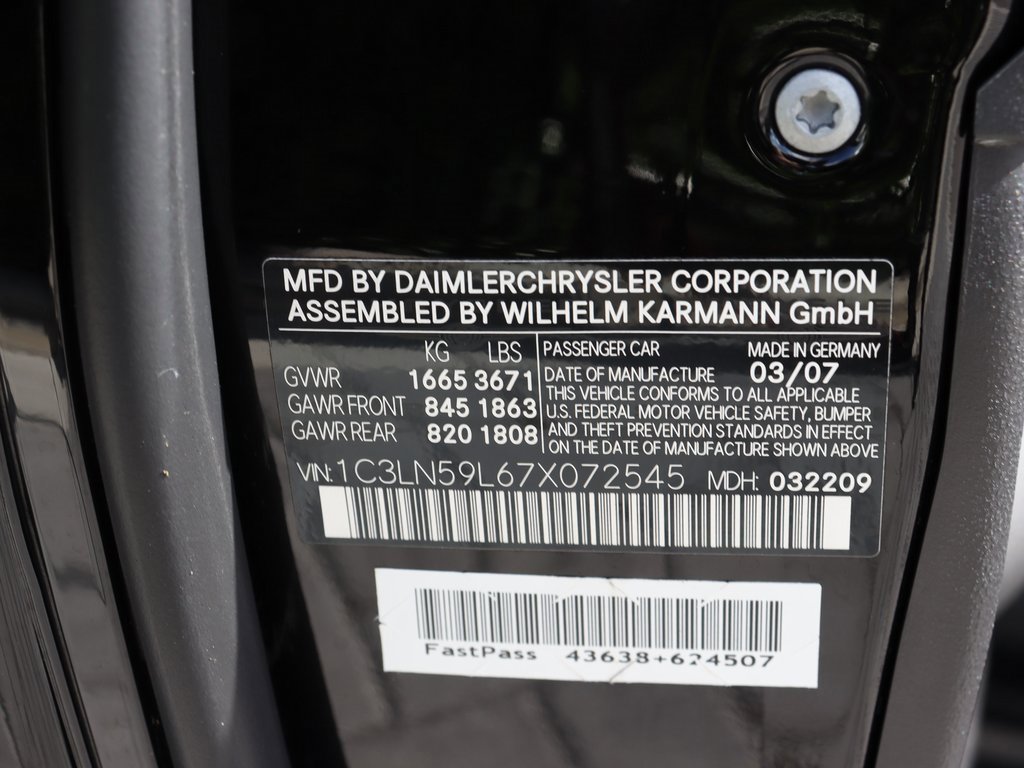 MFD BY DAIMLERCHRYSLER CORPORATION
ASSEMBLED BY WILHELM KARMANN GmbH
KG LBS
GVWR 1665 3671
GAWR FRONT 845 1863
GAWR REAR 820 1808
PASSENGER CAR MADE IN GERMANY
DATE OF MANUFACTURE 03/07
THIS VEHICLE CONFORMS TO ALL APPLICABLE
U.S. FEDERAL MOTOR VEHICLE SAFETY, BUMPER
AND THEFT PREVENTION STANDARDS IN EFFECT
ON THE DATE OF MANUFACTURE SHOWN ABOVE
VIN: 1C3LN59L67X072545 MDH: 032209
FastPass 43638+624507